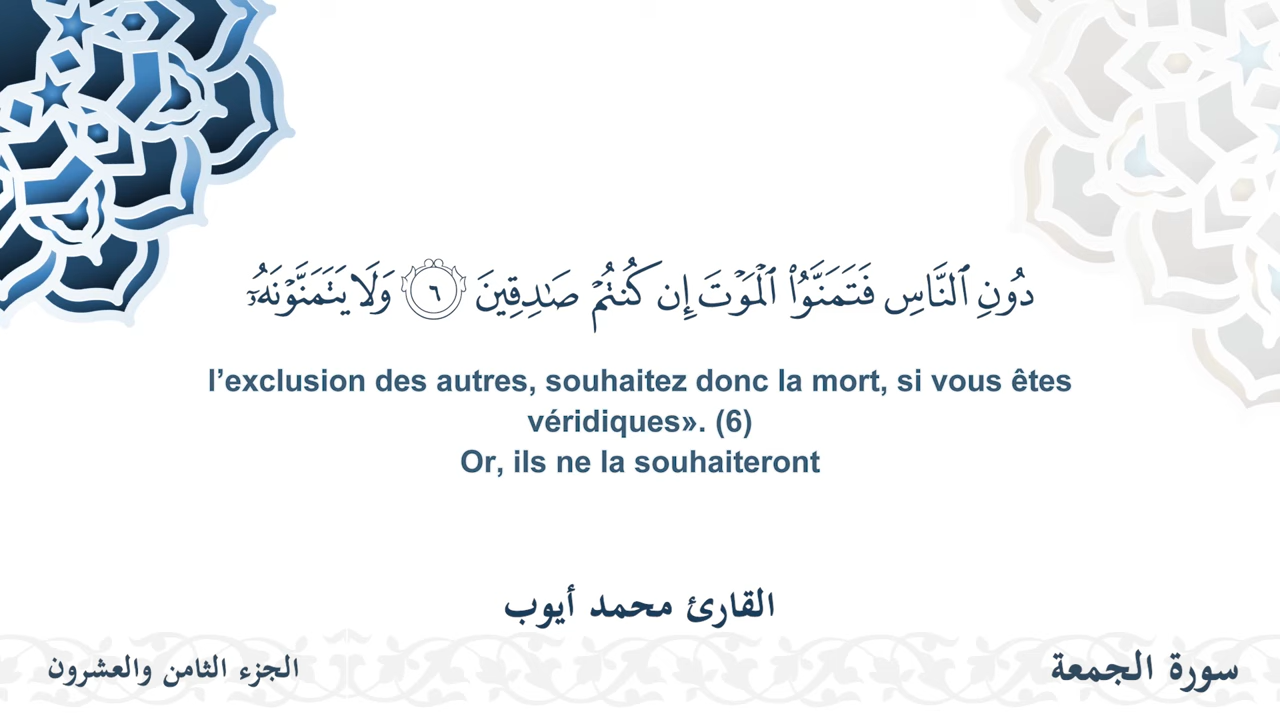 دُونِ ٱلنَّاسِ فَتَمَنَّوُا۟ ٱلْمَوْتَ إِن كُنتُمْ صَـٰدِقِينَ ٦ وَلَا يَتَمَنَّوْنَهُۥٓ
l’exclusion des autres, souhaitez donc la mort, si vous êtes
véridiques». (6)
Or, ils ne la souhaiteront
القارئ محمد أيوب
سورة الجمعة
الجزء الثامن والعشرون